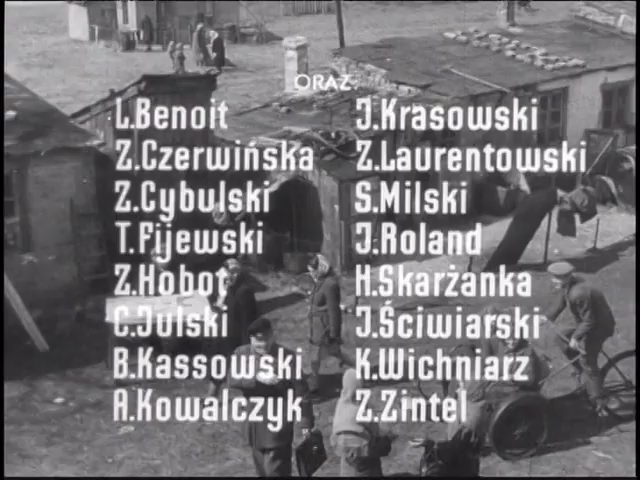 ORAZ:
L.Benoit
Z.Czerwińska
Z.Cybulski
T.Fijewski
Z.Hobot
C.Julski
B.Kassowski
A.Kowalczyk
J.Krasowski
Z.Laurentowski
S.Milski
J.Roland
H.Skarżanka
J.Ściwiarski
K.Wichniarz
Z.Zintel